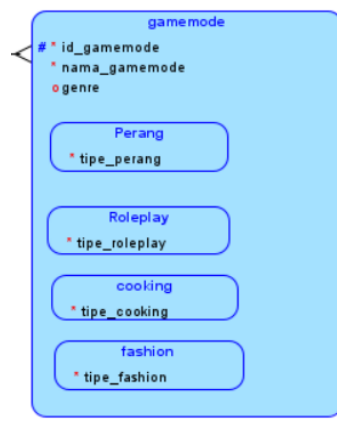 gamemode
# * id_gamemode
* nama_gamemode
o genre
Perang
* tipe_perang
Roleplay
* tipe_roleplay
cooking
* tipe_cooking
fashion
* tipe_fashion